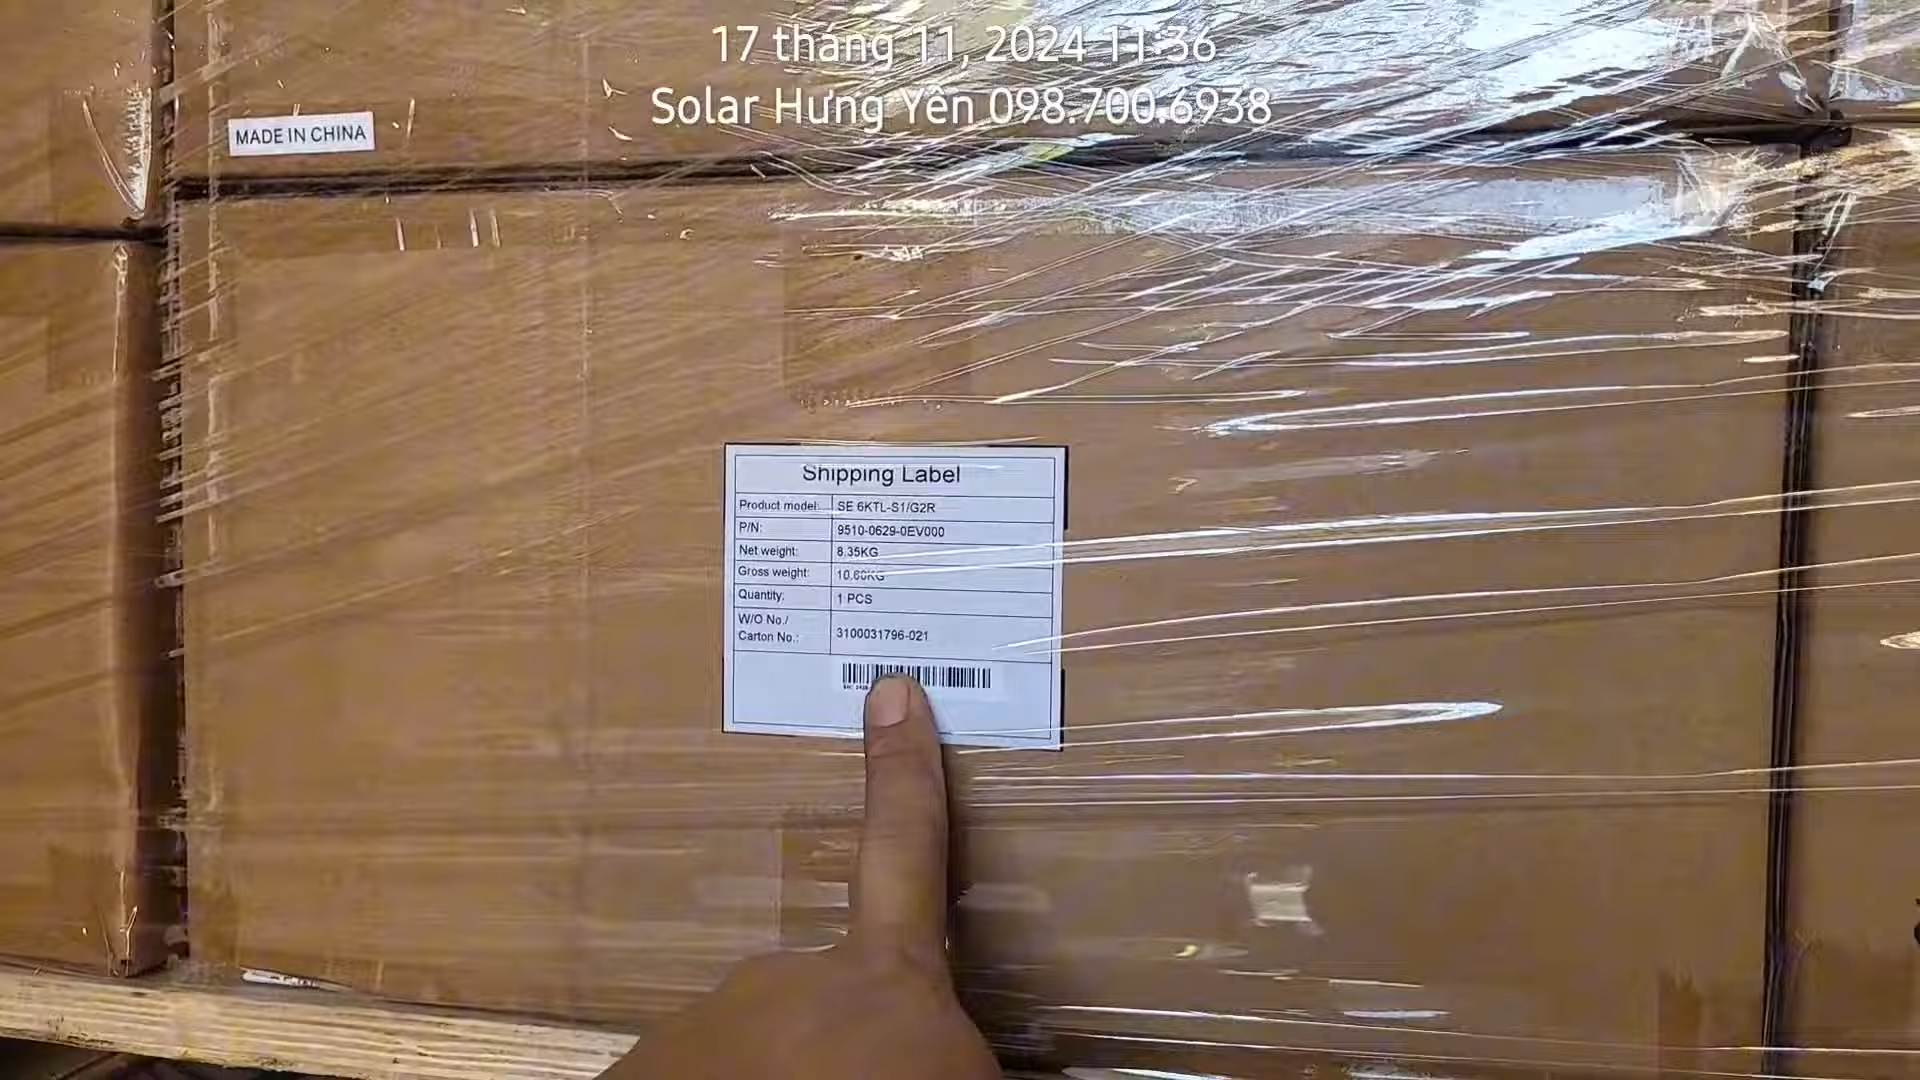 17 tháng 11, 2024 11:36
Solar Hưng Yên 098.700.6938
MADE IN CHINA
Shipping Label
Product model: SE 6KTL-S1/G2R
P/N: 9510-0629-0EV000
Net weight: 8.35KG
Gross weight: 10.60KG
Quantity: 1 PCS
W/O No./
Carton No.: 3100031796-021